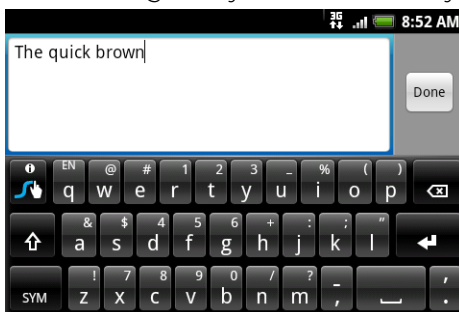 3G 8:52 AM
The quick brown
Done
EN @ # 1 2 3 _ % ( )
q w e r t y u i o p
& $ 4 5 6 + : ; "
a s d f g h j k l
! 7 8 9 0 / ? - '
SYM z x c v b n m , .